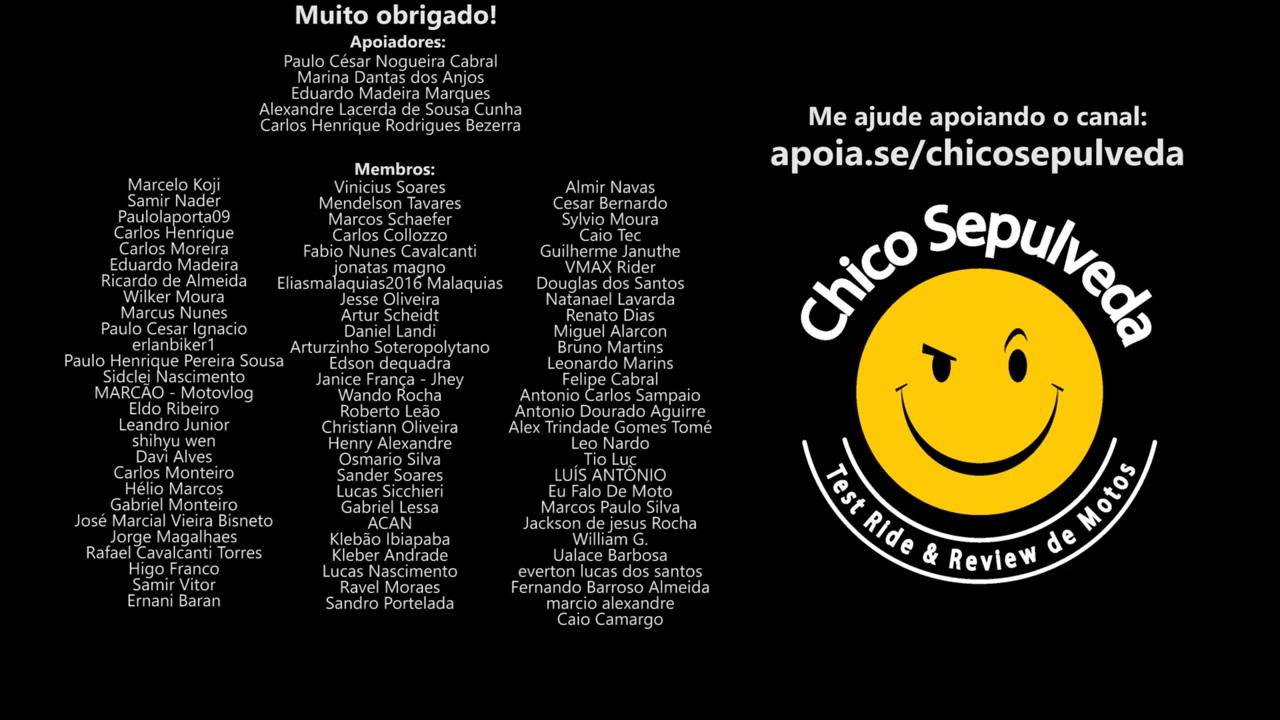 Muito obrigado!
Apoiadores:
Paulo César Nogueira Cabral
Marina Dantas dos Anjos
Eduardo Madeira Marques
Alexandre Lacerda de Sousa Cunha
Carlos Henrique Rodrigues Bezerra
Membros:
Marcelo Koji
Samir Nader
Paulolaporta09
Carlos Henrique
Carlos Moreira
Eduardo Madeira
Ricardo de Almeida
Wilker Moura
Marcus Nunes
Paulo Cesar Ignacio
erlanbiker1
Paulo Henrique Pereira Sousa
Sidclei Nascimento
MARCÃO - Motovlog
Eldo Ribeiro
Leandro Junior
shihyu wen
Davi Alves
Carlos Monteiro
Hélio Marcos
Gabriel Monteiro
José Marcial Vieira Bisneto
Jorge Magalhaes
Rafael Cavalcanti Torres
Higo Franco
Samir Vitor
Ernani Baran
Vinicius Soares
Mendelson Tavares
Marcos Schaefer
Carlos Collozzo
Fabio Nunes Cavalcanti
jonatas magno
Eliasmalaquias2016 Malaquias
Jesse Oliveira
Artur Scheidt
Daniel Landi
Arturzinho Soteropolytano
Edson dequadra
Janice França - Jhey
Wando Rocha
Roberto Leão
Christiann Oliveira
Henry Alexandre
Osmario Silva
Sander Soares
Lucas Sicchieri
Gabriel Lessa
ACAN
Klebão Ibiapaba
Kleber Andrade
Lucas Nascimento
Ravel Moraes
Sandro Portelada
Almir Navas
Cesar Bernardo
Sylvio Moura
Caio Tec
Guilherme Januthe
VMAX Rider
Douglas dos Santos
Natanael Lavarda
Renato Dias
Miguel Alarcon
Bruno Martins
Leonardo Marins
Felipe Cabral
Antonio Carlos Sampaio
Antonio Dourado Aguirre
Alex Trindade Gomes Tomé
Leo Nardo
Tio Luc
LUÍS ANTÔNIO
Eu Falo De Moto
Marcos Paulo Silva
Jackson de jesus Rocha
William G.
Ualace Barbosa
everton lucas dos santos
Fernando Barroso Almeida
marcio alexandre
Caio Camargo
Me ajude apoiando o canal:
apoia.se/chicosepulveda
Chico Sepulveda
Test Ride & Review de Motos